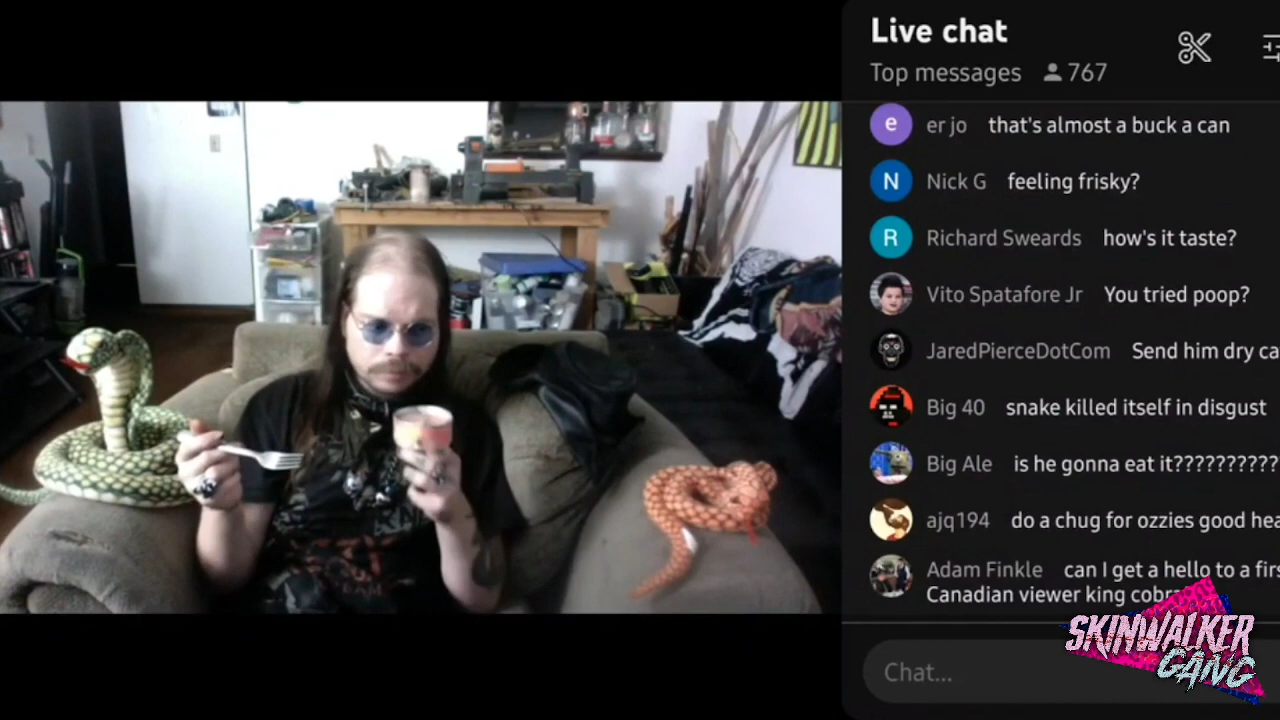 Live chat
Top messages 767
e er jo that's almost a buck a can
N Nick G feeling frisky?
R Richard Sweards how's it taste?
Vito Spatafore Jr You tried poop?
JaredPierceDotCom Send him dry ca
Big 40 snake killed itself in disgust
Big Ale is he gonna eat it??????????
ajq194 do a chug for ozzies good hea
Adam Finkle can I get a hello to a firs
Canadian viewer king cobr
SKINWALKER
GANG
Chat...